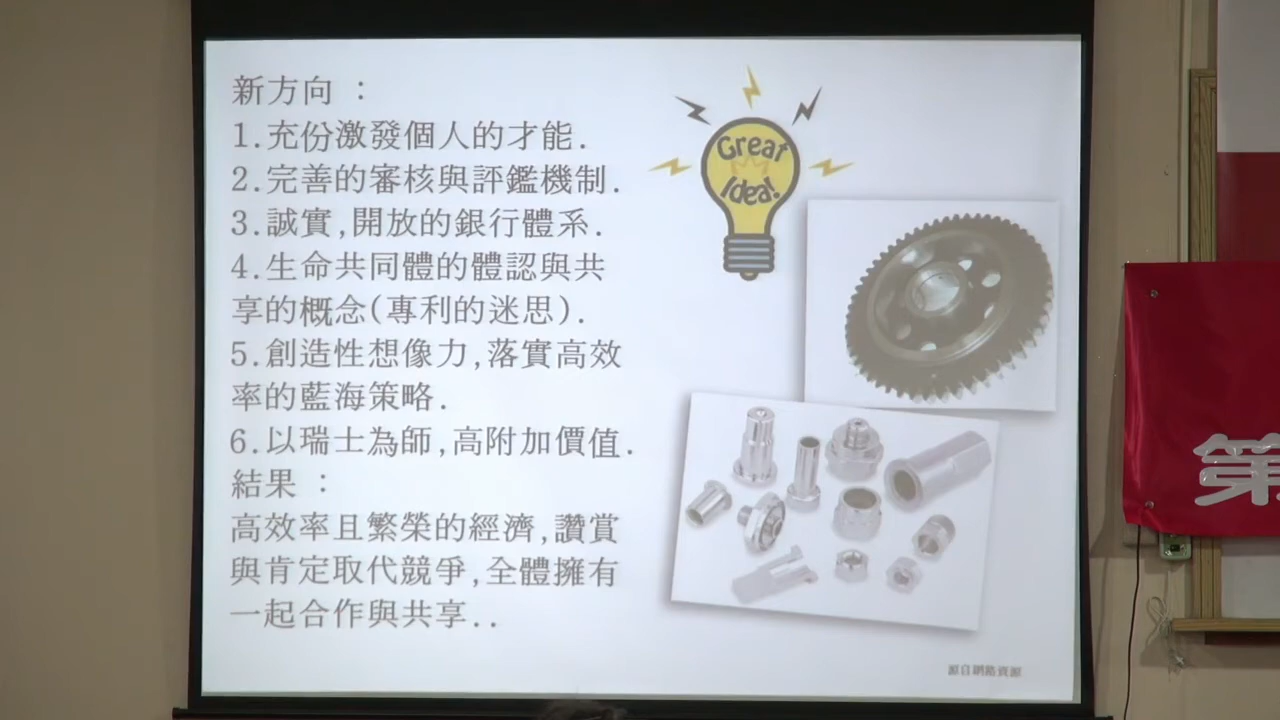 新方向 :
1.充份激發個人的才能.
2.完善的審核與評鑑機制.
3.誠實,開放的銀行體系.
4.生命共同體的體認與共
享的概念(專利的迷思).
5.創造性想像力,落實高效
率的藍海策略.
6.以瑞士為師,高附加價值.
結果 :
高效率且繁榮的經濟,讚賞
與肯定取代競爭,全體擁有
一起合作與共享..
Great
Idea!
源自網路資源
第